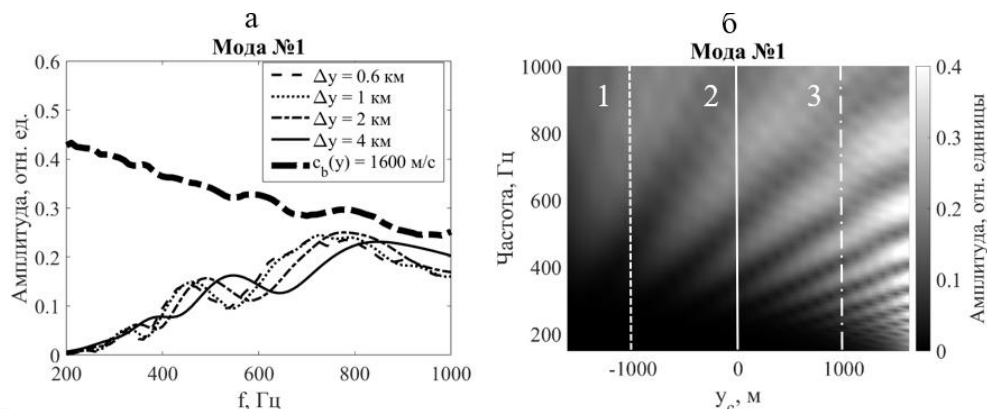 а
Мода №1
Амплитуда, отн. ед.
0.6
0.5
0.4
0.3
0.2
0.1
0
200 400 600 800 1000
f, Гц
Δy = 0.6 км
Δy = 1 км
Δy = 2 км
Δy = 4 км
c_b(y) = 1600 м/с
б
Мода №1
Частота, Гц
1000
800
600
400
200
1 2 3
-1000 0 1000
y_s, м
0.4
0.3
0.2
0.1
0
Амплитуда, отн. единицы